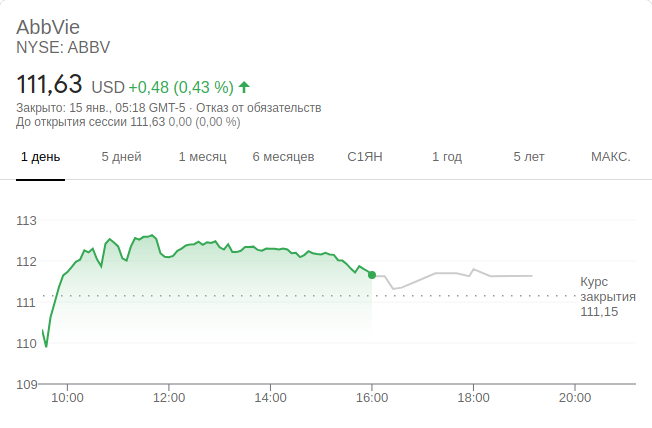 AbbVie
NYSE: ABBV
111,63 USD +0,48 (0,43 %)
Закрыто: 15 янв., 05:18 GMT-5 · Отказ от обязательств
До открытия сессии 111,63 0,00 (0,00 %)
1 день 5 дней 1 месяц 6 месяцев С1ЯН 1 год 5 лет МАКС.
113
112
Курс
111 закрытия
111,15
110
109
10:00 12:00 14:00 16:00 18:00 20:00